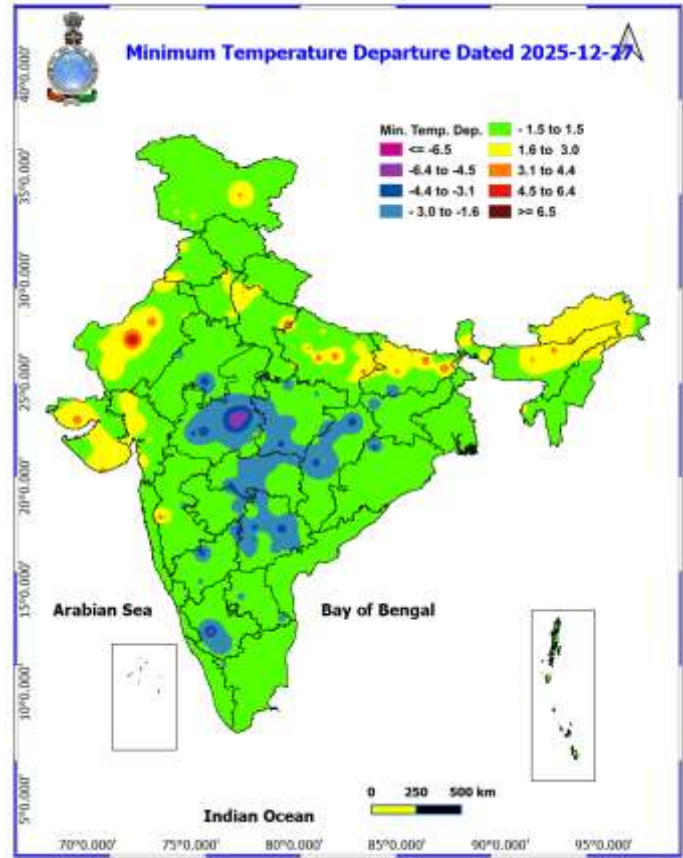 Minimum Temperature Departure Dated 2025-12-27
Min. Temp. Dep.
<= -6.5
-6.4 to -4.5
-4.4 to -3.1
- 3.0 to -1.6
- 1.5 to 1.5
1.6 to 3.0
3.1 to 4.4
4.5 to 6.4
>= 6.5
40°0.000'
35°0.000'
30°0.000'
25°0.000'
20°0.000'
15°0.000'
10°0.000'
5°0.000'
Arabian Sea
Bay of Bengal
0 250 500 km
Indian Ocean
70°0.000' 75°0.000' 80°0.000' 85°0.000' 90°0.000' 95°0.000'